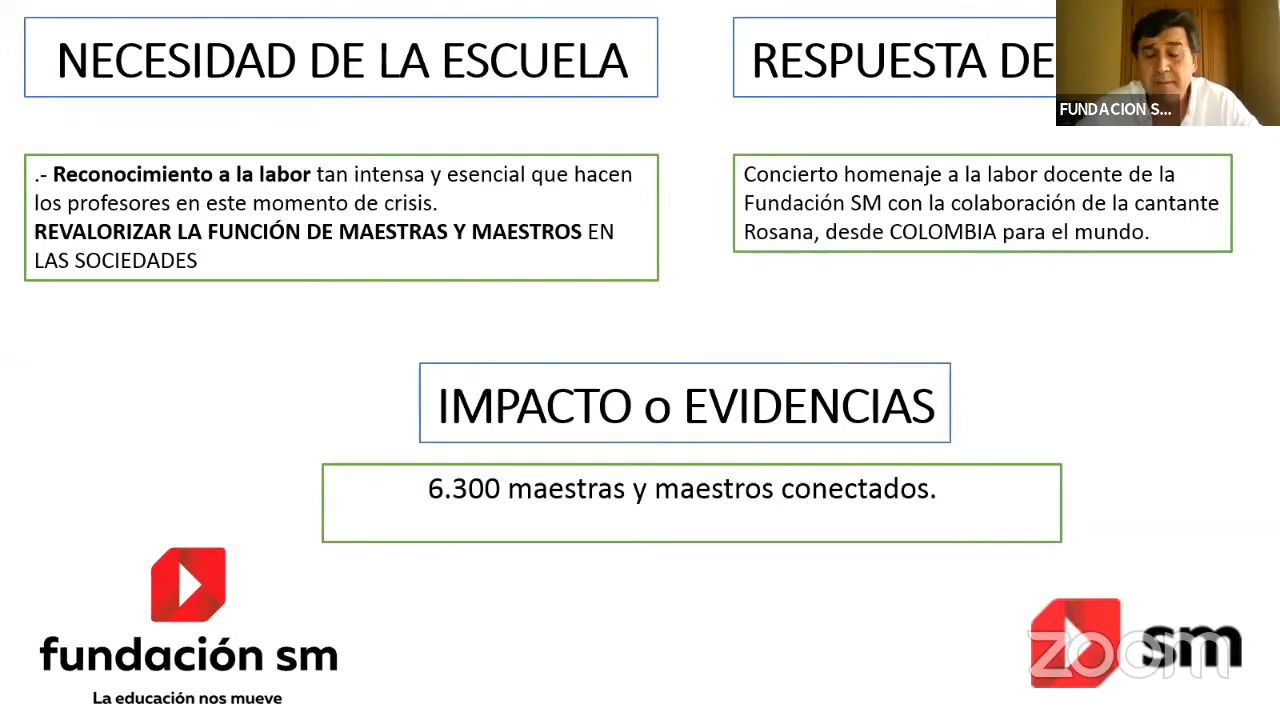 NECESIDAD DE LA ESCUELA
RESPUESTA DE
FUNDACION S...
.- Reconocimiento a la labor tan intensa y esencial que hacen
los profesores en este momento de crisis.
REVALORIZAR LA FUNCIÓN DE MAESTRAS Y MAESTROS EN
LAS SOCIEDADES
Concierto homenaje a la labor docente de la
Fundación SM con la colaboración de la cantante
Rosana, desde COLOMBIA para el mundo.
IMPACTO o EVIDENCIAS
6.300 maestras y maestros conectados.
fundación sm
La educación nos mueve
sm
zoom